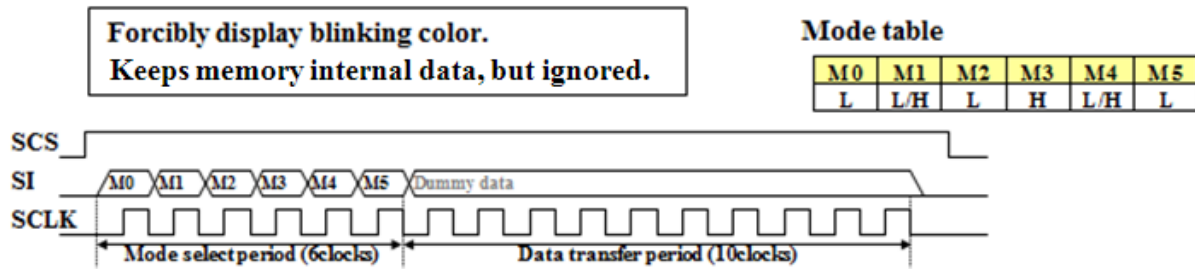 Forcibly display blinking color.
Keeps memory internal data, but ignored.
Mode table
M0 M1 M2 M3 M4 M5
L L/H L H L/H L
SCS
SI M0 M1 M2 M3 M4 M5 Dummy data
SCLK
Mode select period (6clocks) Data transfer period (10clocks)